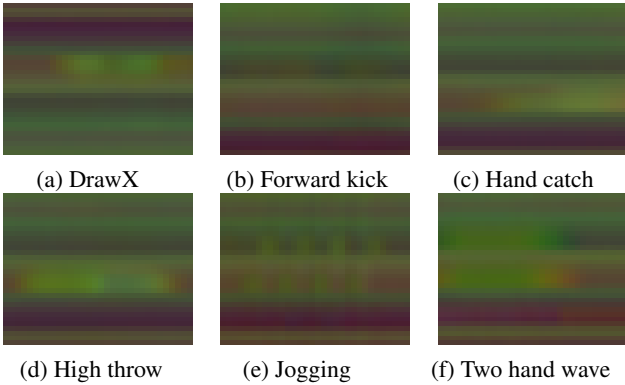 (a) DrawX (b) Forward kick (c) Hand catch
(d) High throw (e) Jogging (f) Two hand wave